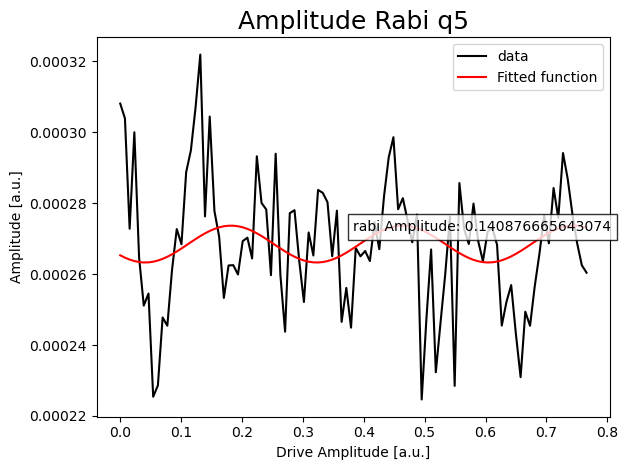 Amplitude Rabi q5
data
Fitted function
rabi Amplitude: 0.140876665643074
Amplitude [a.u.]
0.00032
0.00030
0.00028
0.00026
0.00024
0.00022
0.0 0.1 0.2 0.3 0.4 0.5 0.6 0.7 0.8
Drive Amplitude [a.u.]